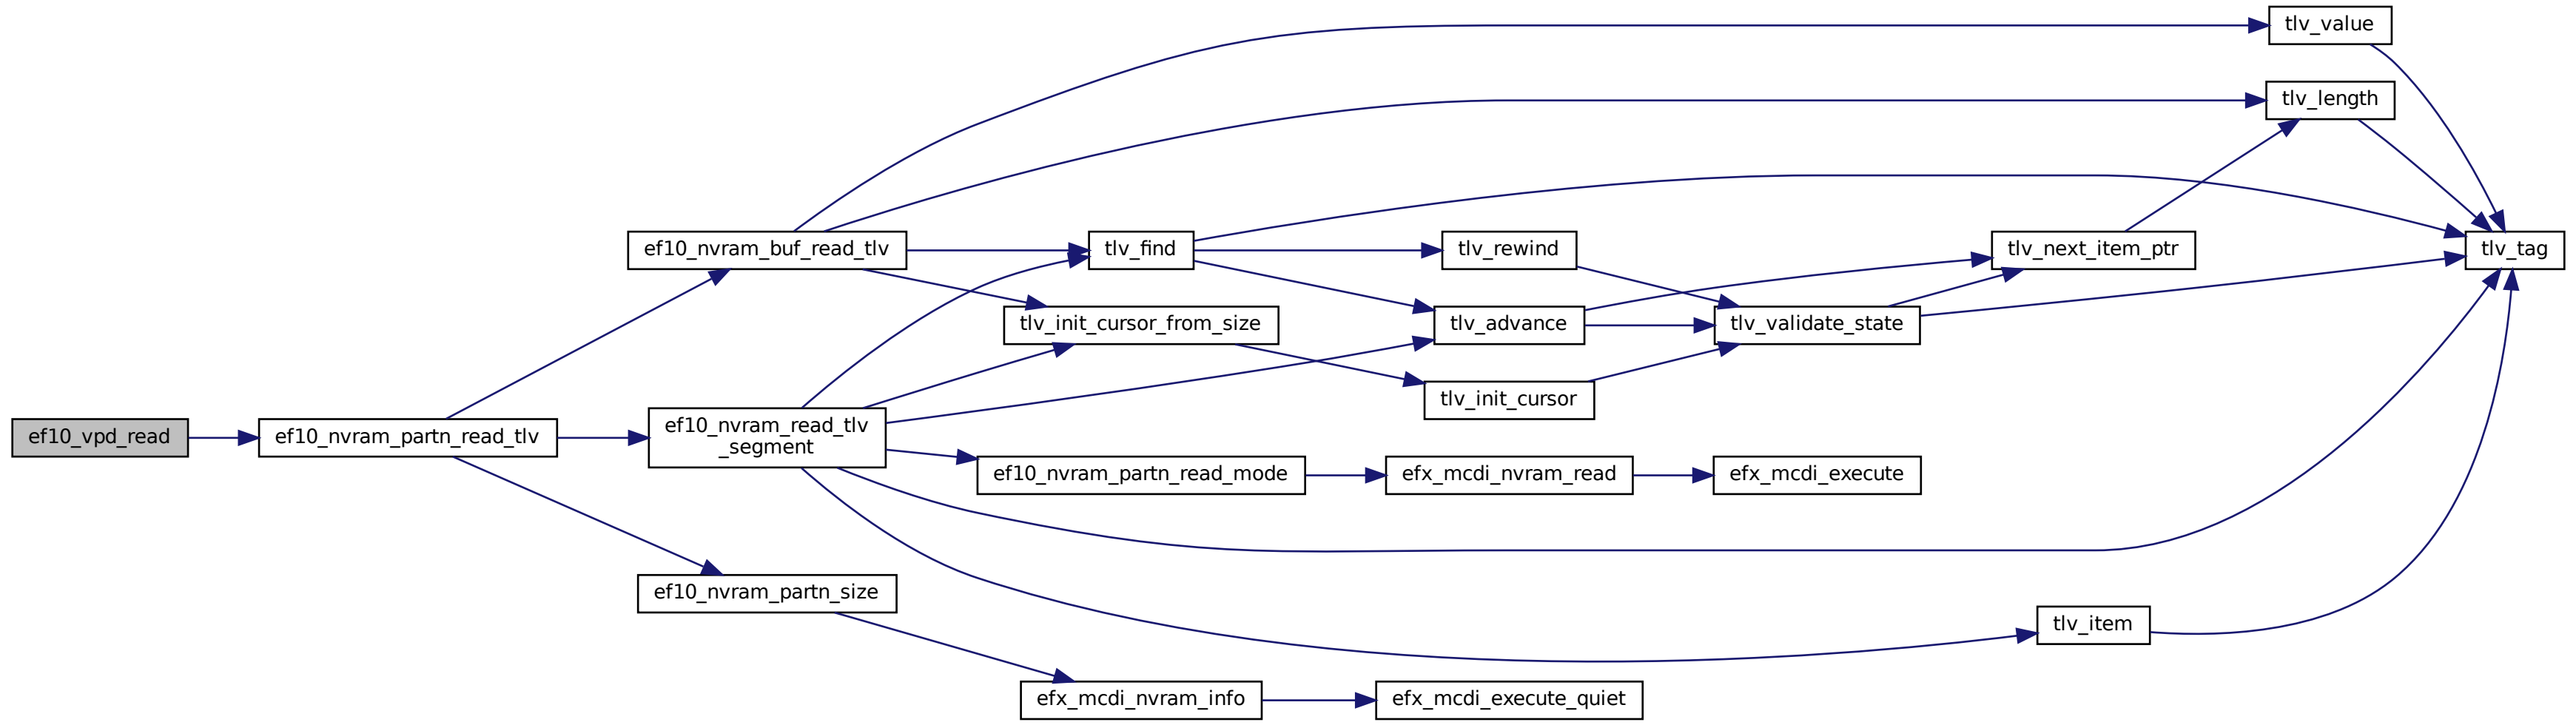 tlv_value
tlv_length
ef10_nvram_buf_read_tlv
tlv_find
tlv_rewind
tlv_next_item_ptr
tlv_tag
tlv_init_cursor_from_size
tlv_advance
tlv_validate_state
tlv_init_cursor
ef10_vpd_read
ef10_nvram_partn_read_tlv
ef10_nvram_read_tlv
_segment
ef10_nvram_partn_read_mode
efx_mcdi_nvram_read
efx_mcdi_execute
ef10_nvram_partn_size
tlv_item
efx_mcdi_nvram_info
efx_mcdi_execute_quiet